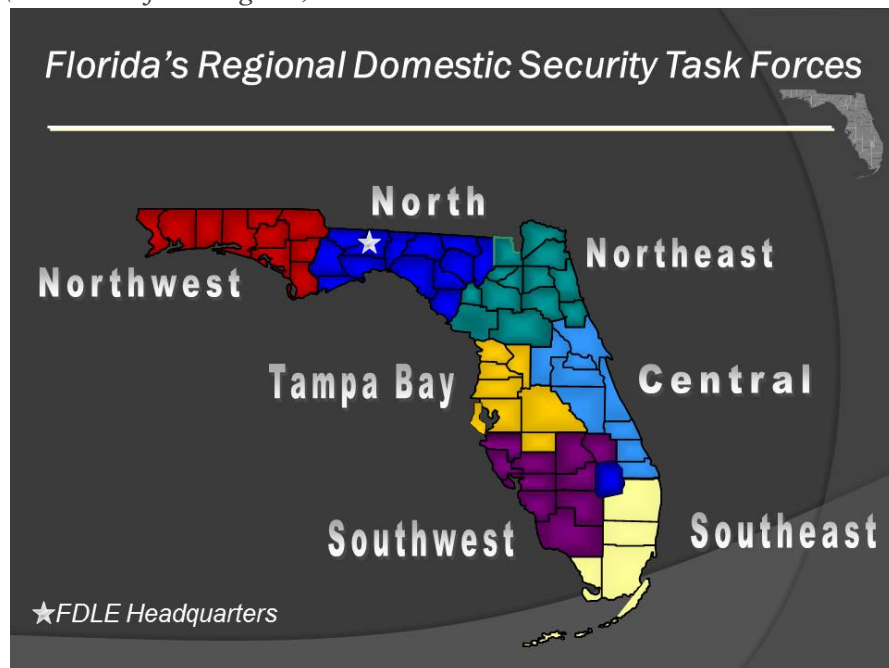 Florida's Regional Domestic Security Task Forces
North
Northeast
Northwest
Tampa Bay
Central
Southwest
Southeast
FDLE Headquarters